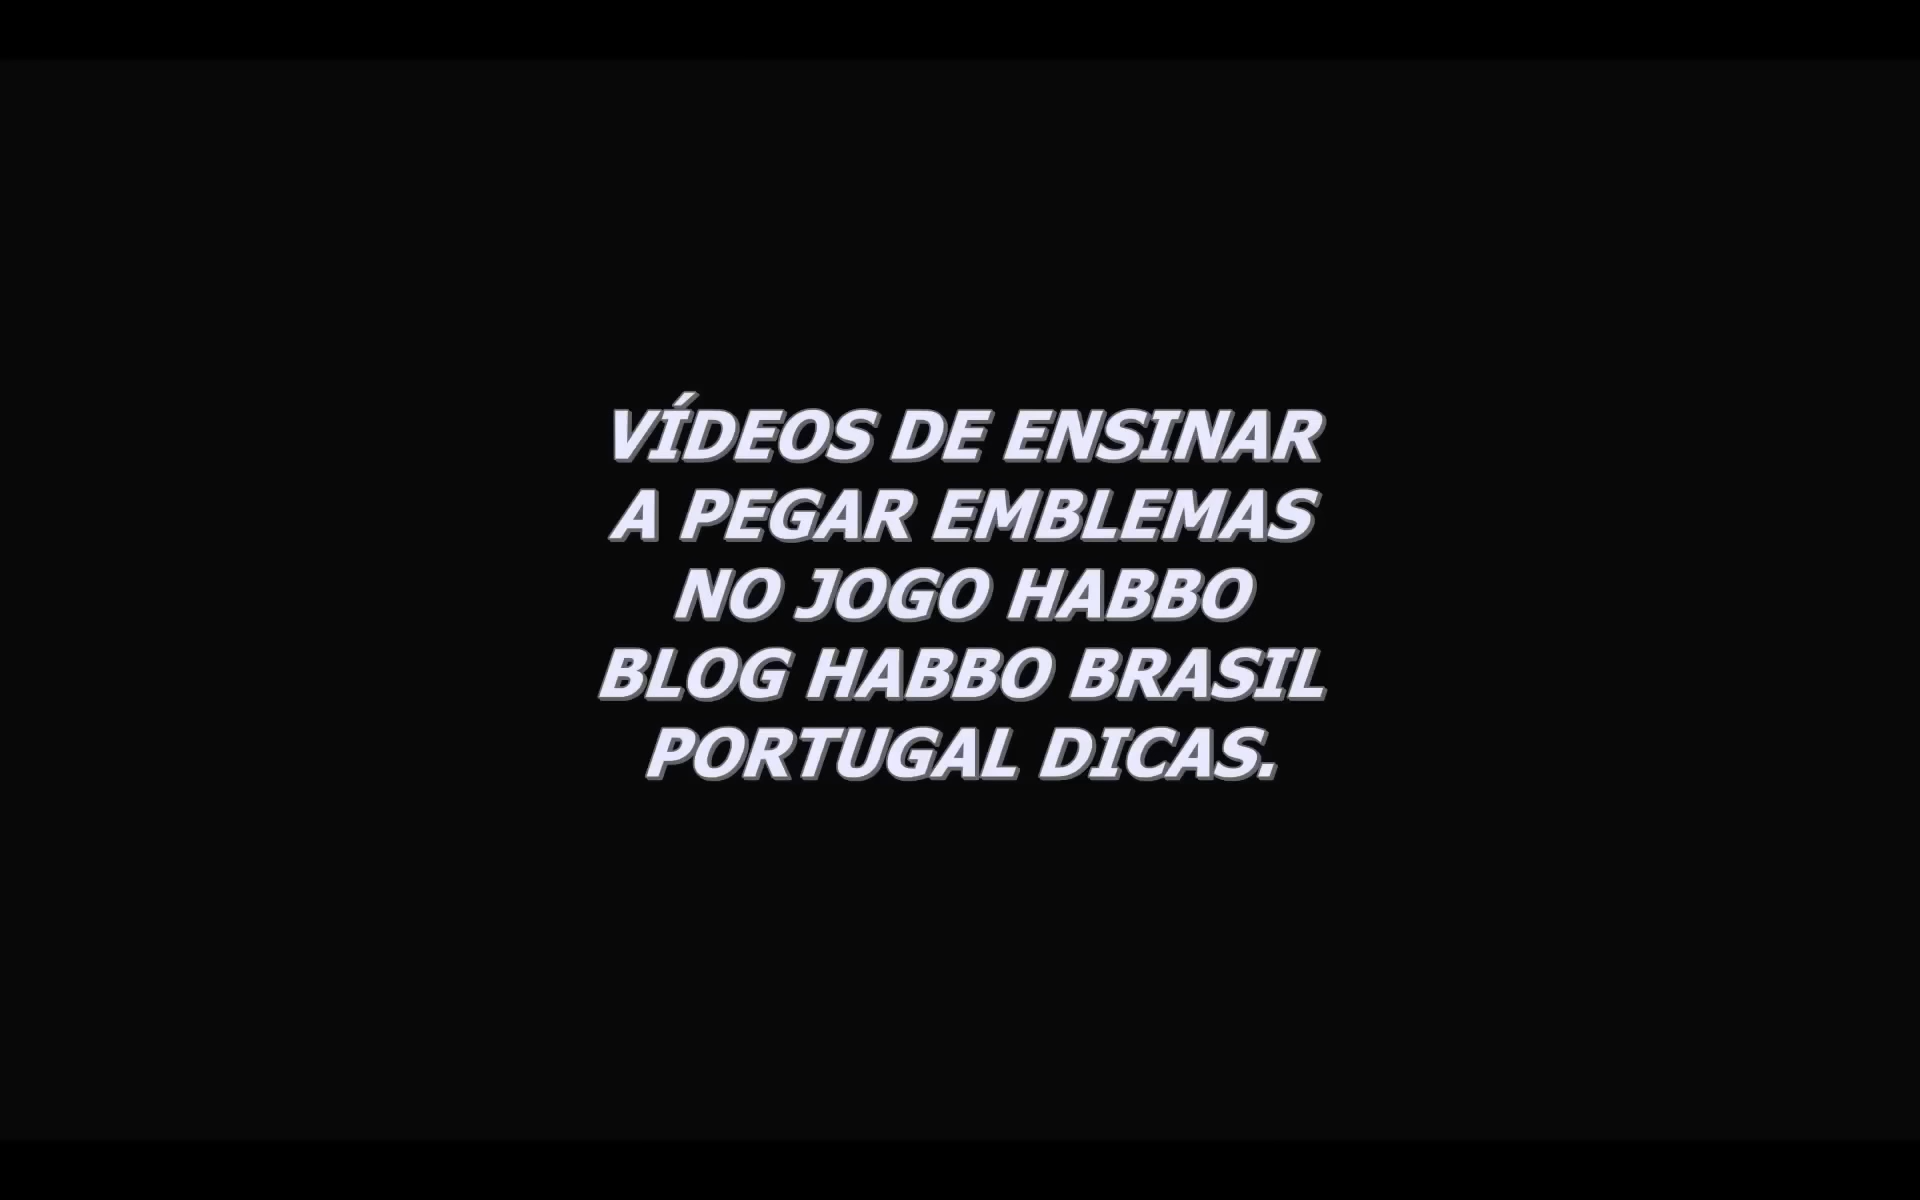 VÍDEOS DE ENSINAR
A PEGAR EMBLEMAS
NO JOGO HABBO
BLOG HABBO BRASIL
PORTUGAL DICAS.